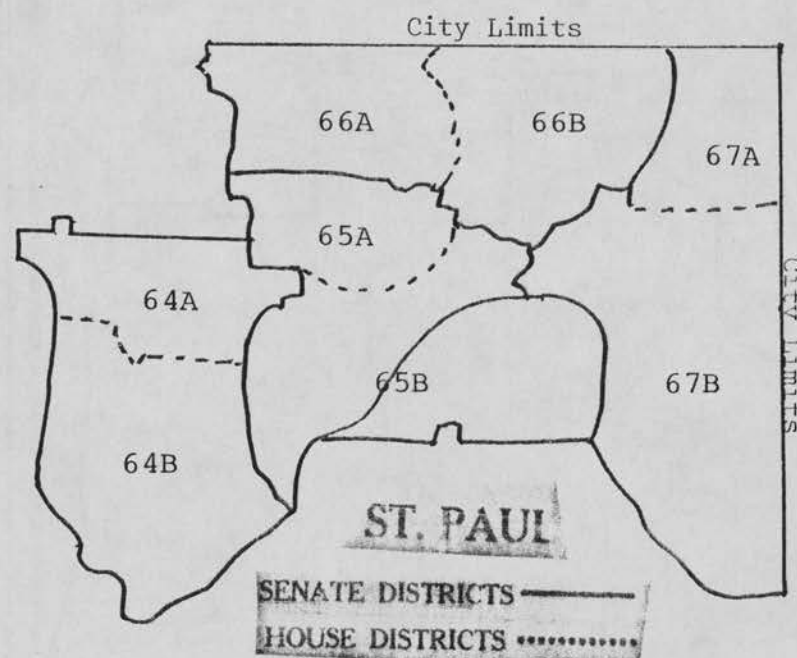 City Limits
66A
66B
67A
65A
64A
City Limits
65B
67B
64B
ST. PAUL
SENATE DISTRICTS
HOUSE DISTRICTS